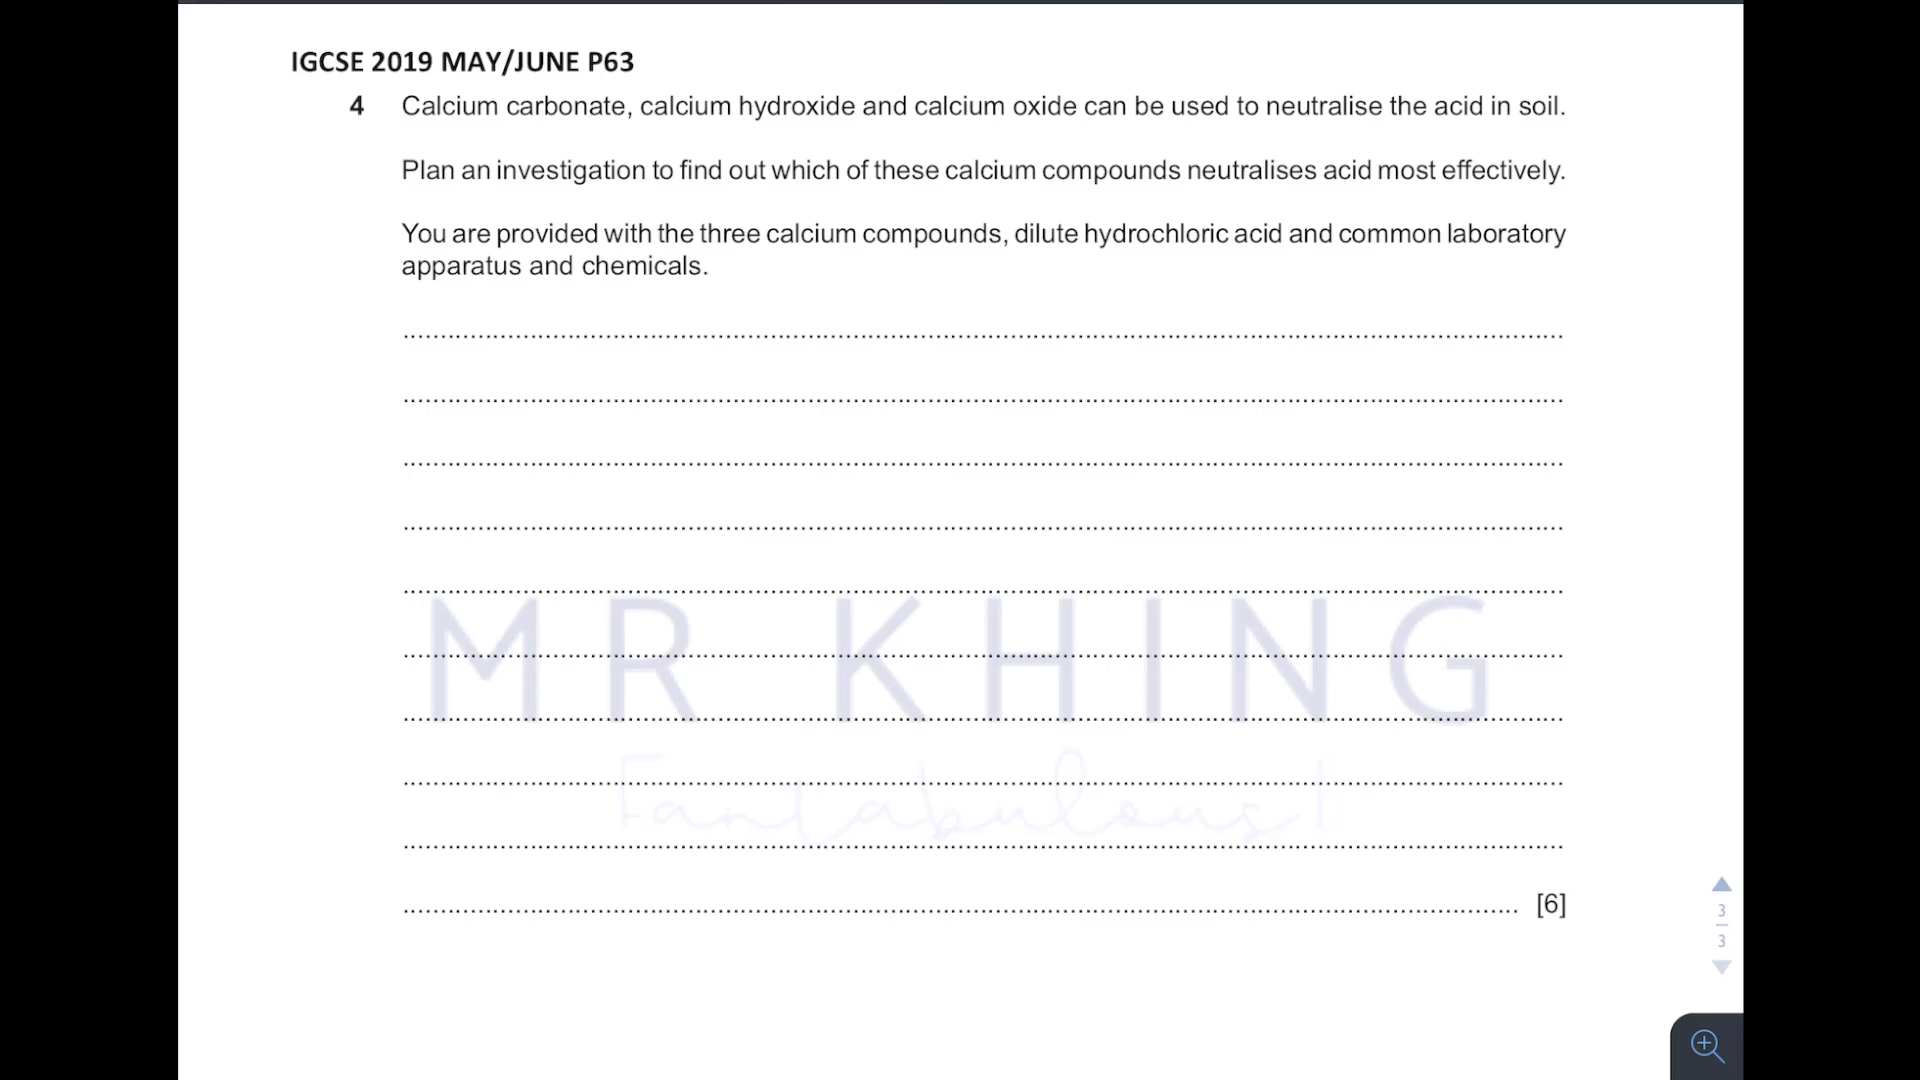 IGCSE 2019 MAY/JUNE P63
4 Calcium carbonate, calcium hydroxide and calcium oxide can be used to neutralise the acid in soil.
Plan an investigation to find out which of these calcium compounds neutralises acid most effectively.
You are provided with the three calcium compounds, dilute hydrochloric acid and common laboratory
apparatus and chemicals.
MR KHING
Fantabulous!
[6]
3
3